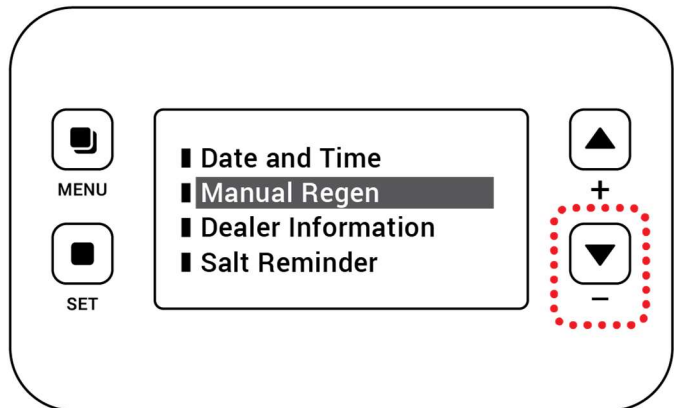 MENU
SET
Date and Time
Manual Regen
Dealer Information
Salt Reminder
+
−